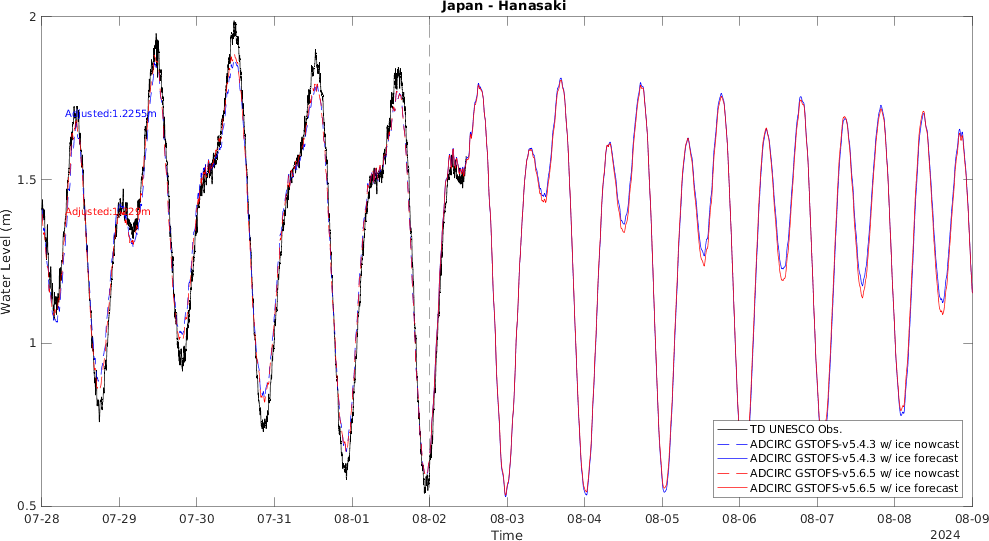 Japan - Hanasaki
2
1.5
1
0.5
Water Level (m)
Adjusted:1.2255m
TD UNESCO Obs.
ADCIRC GSTOFS-v5.4.3 w/ ice nowcast
ADCIRC GSTOFS-v5.4.3 w/ ice forecast
ADCIRC GSTOFS-v5.6.5 w/ ice nowcast
ADCIRC GSTOFS-v5.6.5 w/ ice forecast
07-28 07-29 07-30 07-31 08-01 08-02 08-03 08-04 08-05 08-06 08-07 08-08 08-09
Time
2024